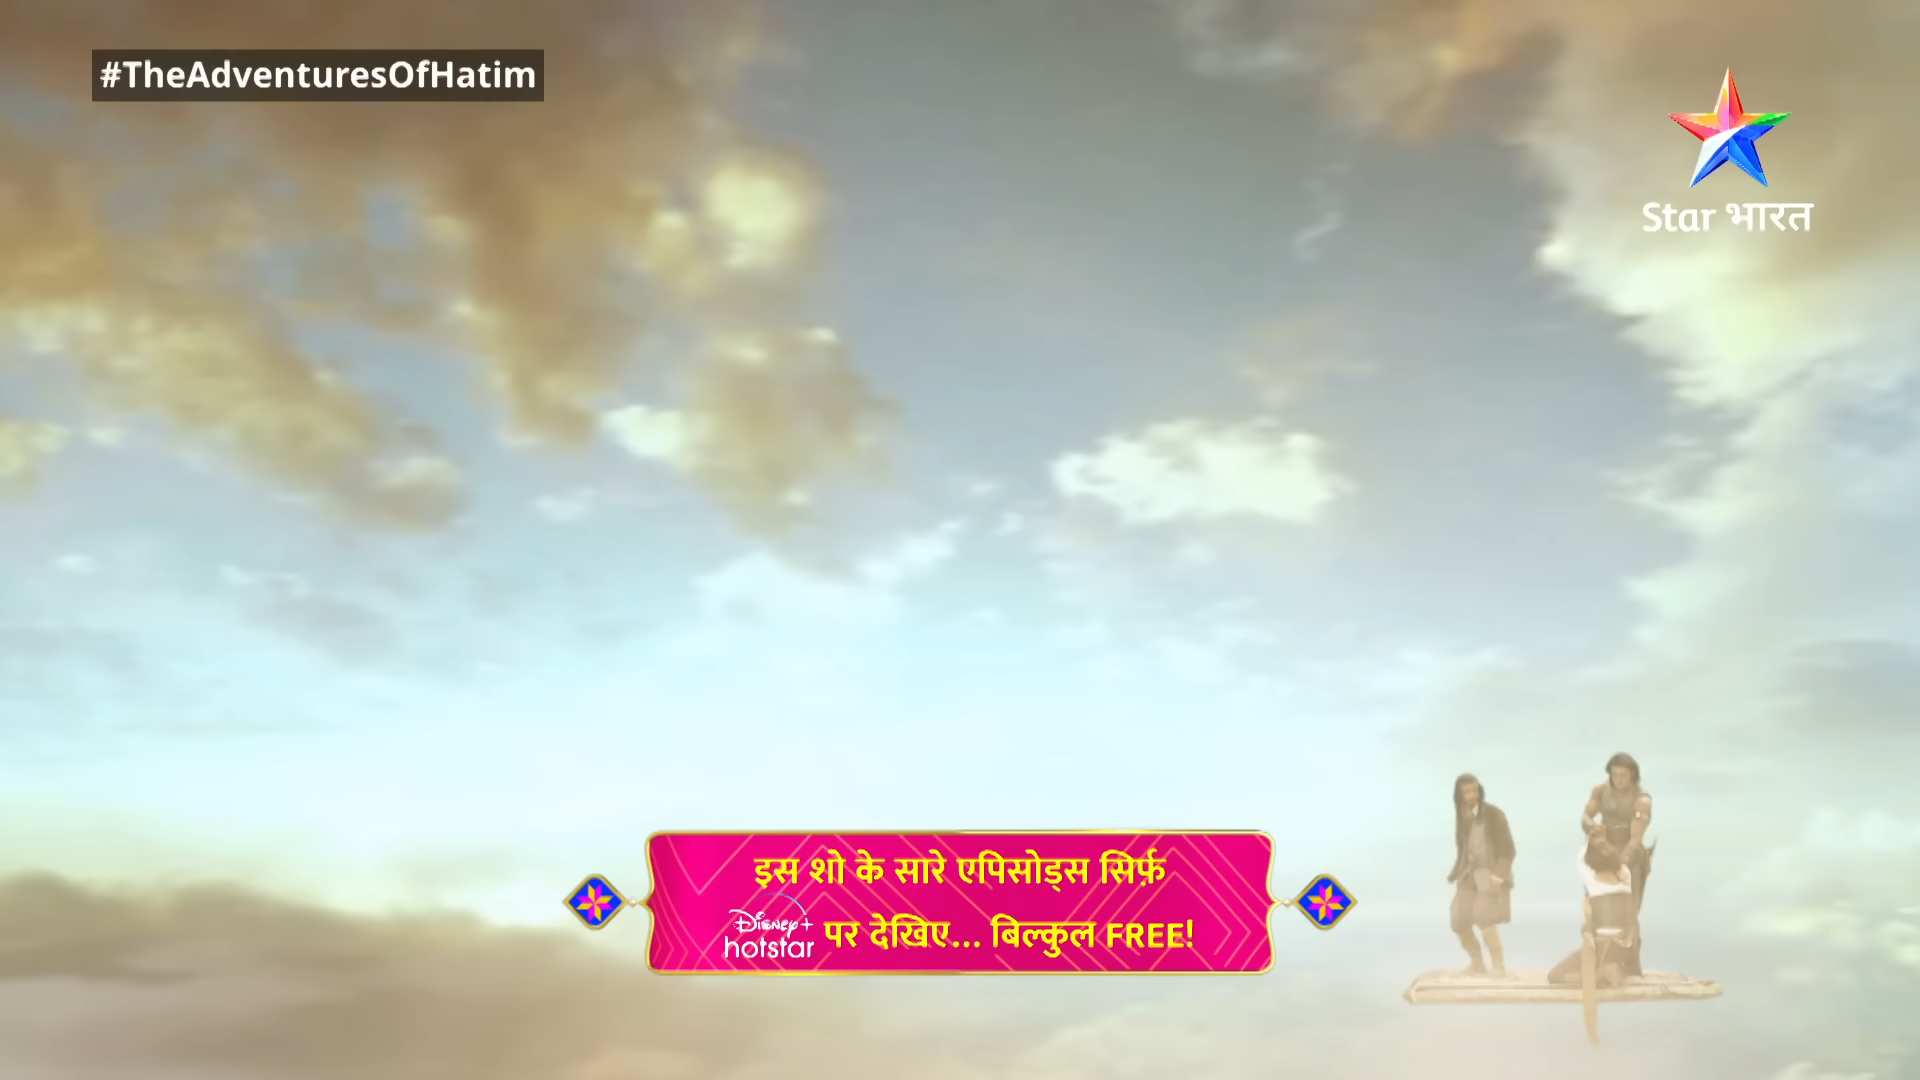 #TheAdventuresOfHatim
Star भारत
इस शो के सारे एपिसोड्स सिर्फ़
Disney+ hotstar पर देखिए... बिल्कुल FREE!